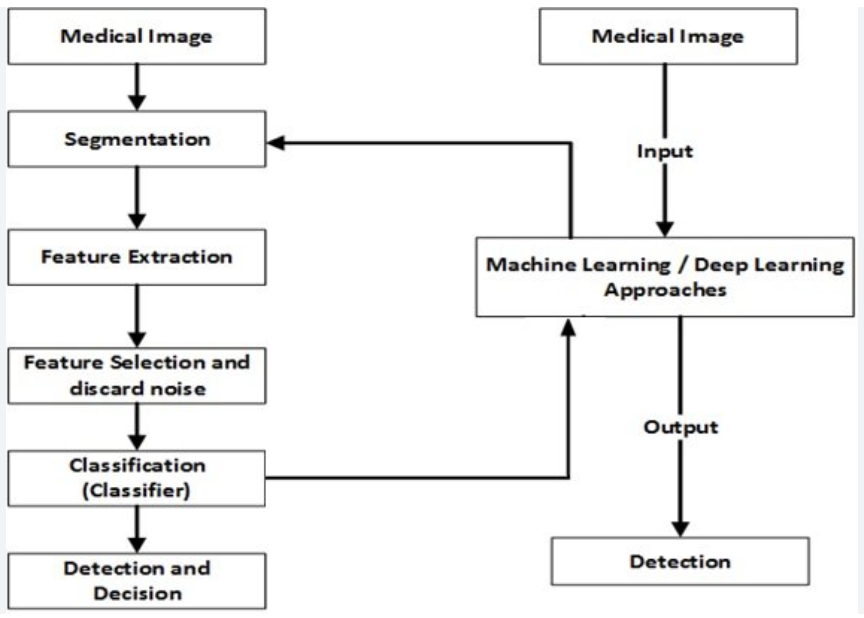 Medical Image
Segmentation
Feature Extraction
Feature Selection and
discard noise
Classification
(Classifier)
Detection and
Decision
Medical Image
Input
Machine Learning / Deep Learning
Approaches
Output
Detection